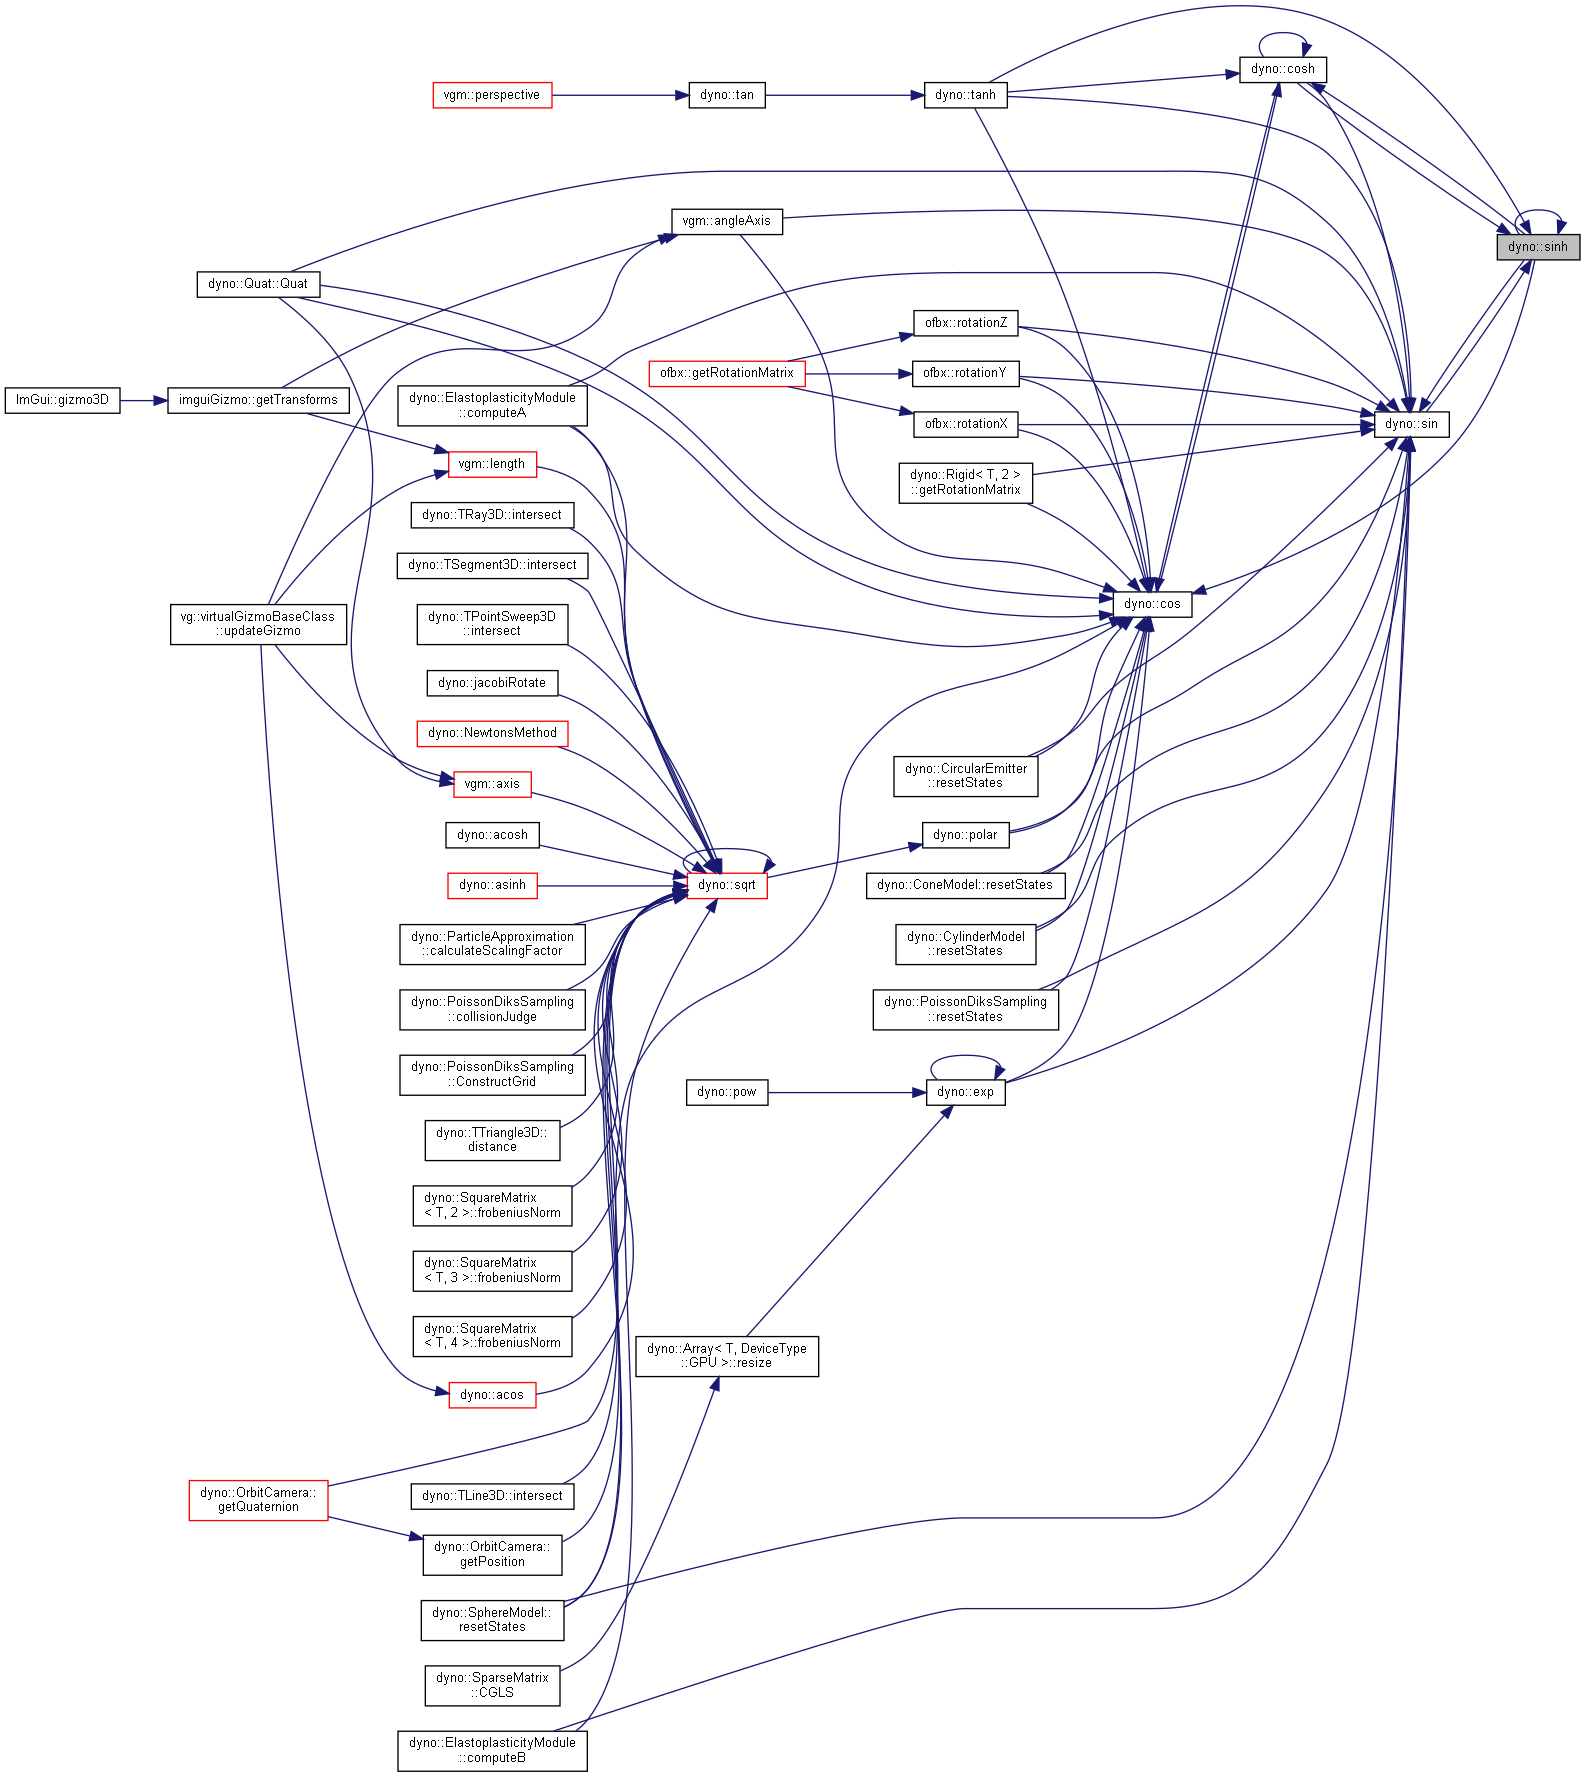 dyno::cosh
vgm::perspective
dyno::tan
dyno::tanh
vgm::angleAxis
dyno::sinh
dyno::Quat::Quat
ofbx::rotationZ
ofbx::getRotationMatrix
ofbx::rotationY
ImGui::gizmo3D
imguiGizmo::getTransforms
dyno::ElastoplasticityModule
::computeA
ofbx::rotationX
dyno::sin
vgm::length
dyno::Rigid< T, 2 >
::getRotationMatrix
dyno::TRay3D::intersect
dyno::TSegment3D::intersect
vg::virtualGizmoBaseClass
::updateGizmo
dyno::TPointSweep3D
::intersect
dyno::cos
dyno::jacobiRotate
dyno::NewtonsMethod
vgm::axis
dyno::CircularEmitter
::resetStates
dyno::acosh
dyno::polar
dyno::asinh
dyno::sqrt
dyno::ConeModel::resetStates
dyno::ParticleApproximation
::calculateScalingFactor
dyno::CylinderModel
::resetStates
dyno::PoissonDiksSampling
::collisionJudge
dyno::PoissonDiksSampling
::resetStates
dyno::PoissonDiksSampling
::ConstructGrid
dyno::pow
dyno::exp
dyno::TTriangle3D::
distance
dyno::SquareMatrix
< T, 2 >::frobeniusNorm
dyno::SquareMatrix
< T, 3 >::frobeniusNorm
dyno::SquareMatrix
< T, 4 >::frobeniusNorm
dyno::Array< T, DeviceType
::GPU >::resize
dyno::acos
dyno::OrbitCamera::
getQuaternion
dyno::TLine3D::intersect
dyno::OrbitCamera::
getPosition
dyno::SphereModel::
resetStates
dyno::SparseMatrix
::CGLS
dyno::ElastoplasticityModule
::computeB